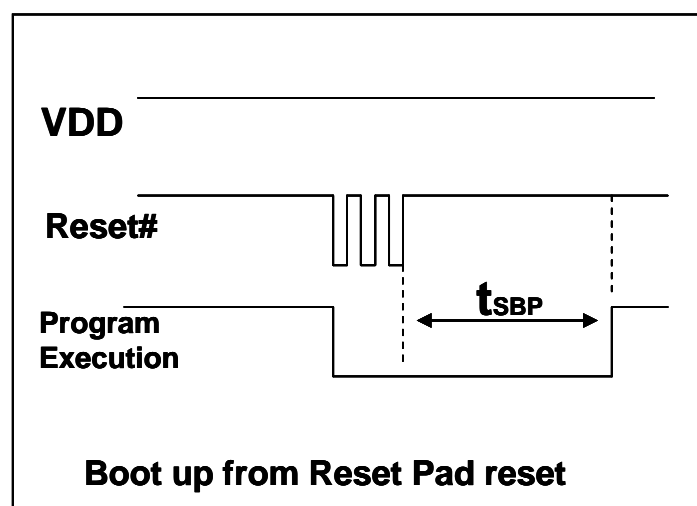 VDD
Reset#
tSBP
Program
Execution
Boot up from Reset Pad reset